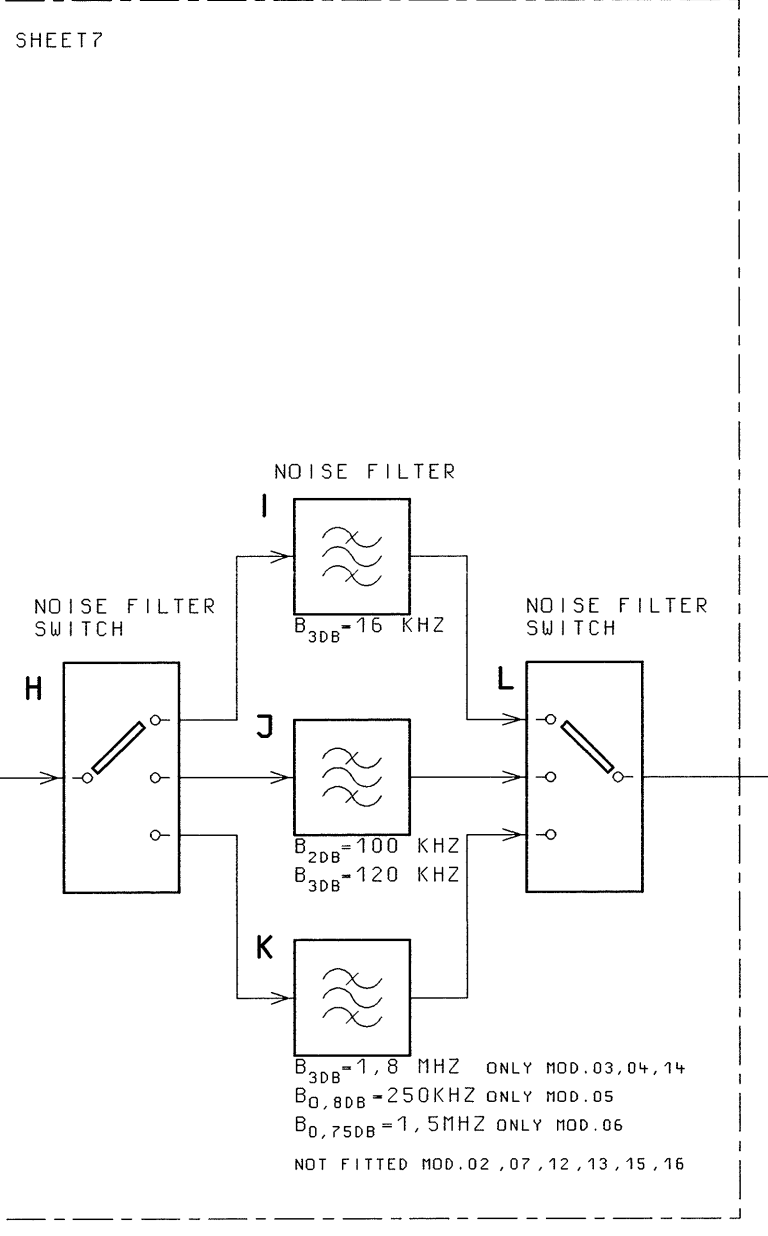 SHEET7
NOISE FILTER
I
B3DB=16 KHZ
NOISE FILTER
SWITCH
H
NOISE FILTER
SWITCH
L
J
B2DB=100 KHZ
B3DB=120 KHZ
K
B3DB=1,8 MHZ ONLY MOD.03,04,14
B0,8DB=250KHZ ONLY MOD.05
B0,75DB=1,5MHZ ONLY MOD.06
NOT FITTED MOD.02 ,07,12,13,15,16